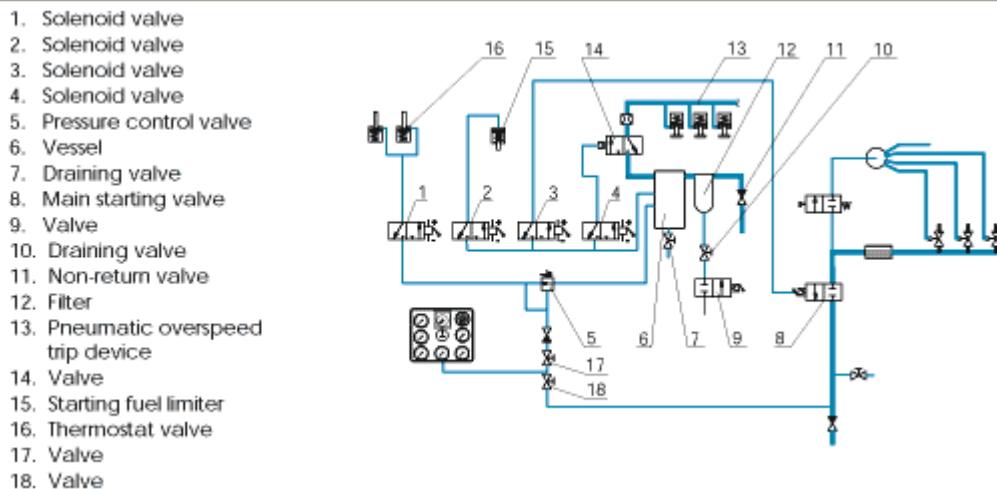 1. Solenoid valve
2. Solenoid valve
3. Solenoid valve
4. Solenoid valve
5. Pressure control valve
6. Vessel
7. Draining valve
8. Main starting valve
9. Valve
10. Draining valve
11. Non-return valve
12. Filter
13. Pneumatic overspeed
trip device
14. Valve
15. Starting fuel limiter
16. Thermostat valve
17. Valve
18. Valve
16 15 14 13 12 11 10
1 2 3 4
5 6 7 9 8
17
18